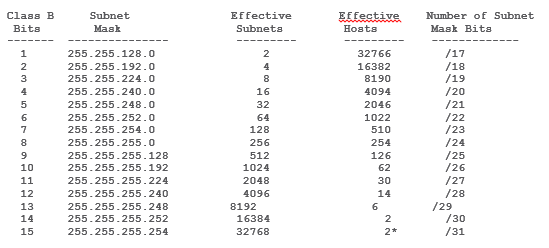 Class B Subnet Effective Effective Number of Subnet
Bits Mask Subnets Hosts Mask Bits
------- --------------- --------- --------- --------------
1 255.255.128.0 2 32766 /17
2 255.255.192.0 4 16382 /18
3 255.255.224.0 8 8190 /19
4 255.255.240.0 16 4094 /20
5 255.255.248.0 32 2046 /21
6 255.255.252.0 64 1022 /22
7 255.255.254.0 128 510 /23
8 255.255.255.0 256 254 /24
9 255.255.255.128 512 126 /25
10 255.255.255.192 1024 62 /26
11 255.255.255.224 2048 30 /27
12 255.255.255.240 4096 14 /28
13 255.255.255.248 8192 6 /29
14 255.255.255.252 16384 2 /30
15 255.255.255.254 32768 2* /31